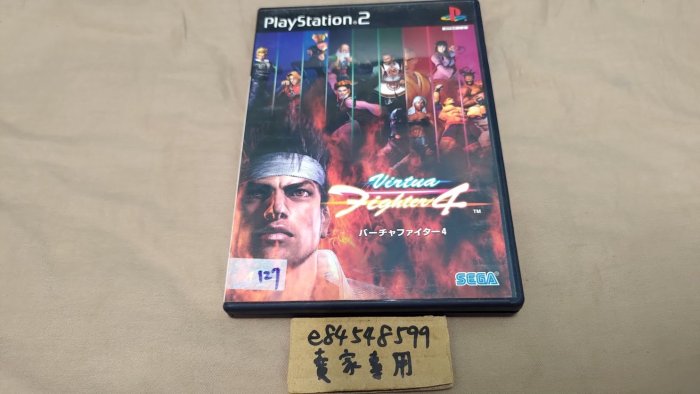 PlayStation 2
Virtua
Fighter 4 ™
バーチャファイター4
SEGA
127
e84548599
賣家專用